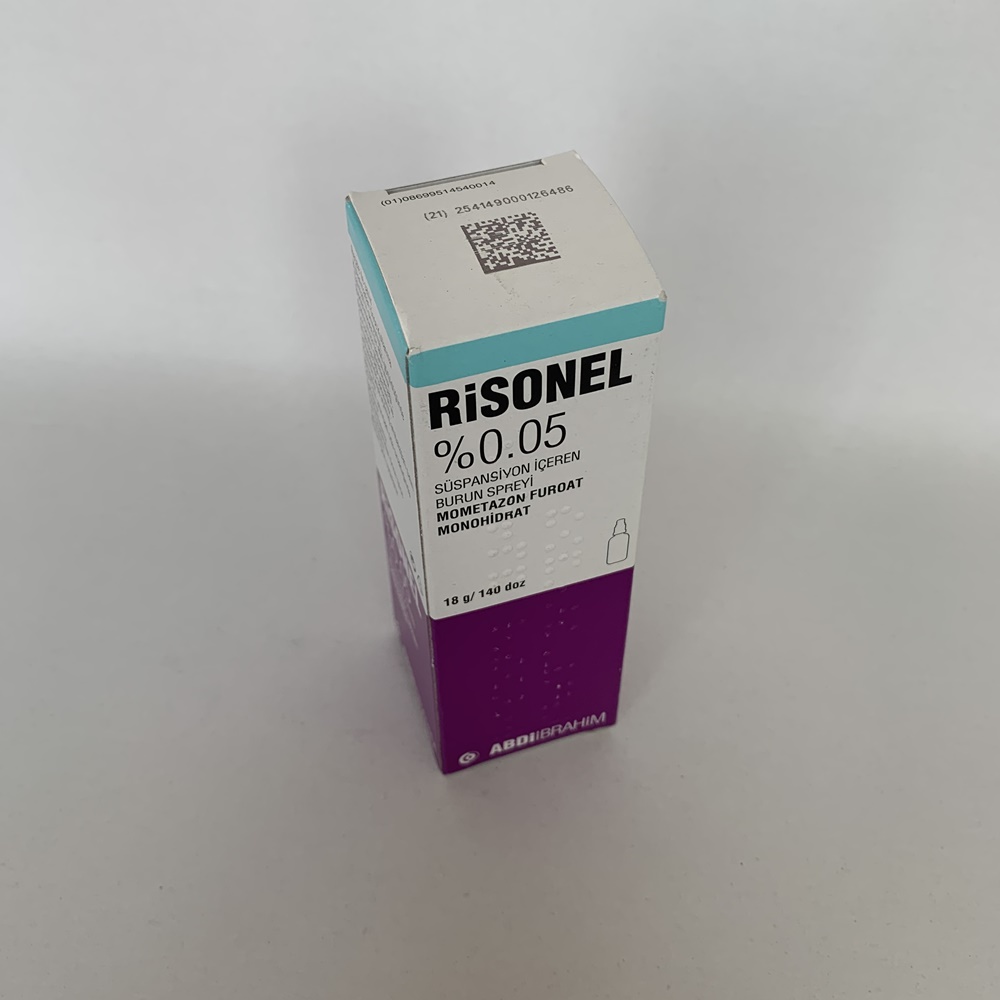 (01)08699514540014
(21) 254149000126486
RiSONEL
%0.05
SÜSPANSİYON İÇEREN
BURUN SPREYİ
MOMETAZON FUROAT
MONOHİDRAT
18 g/ 140 doz
ABDİİBRAHİM